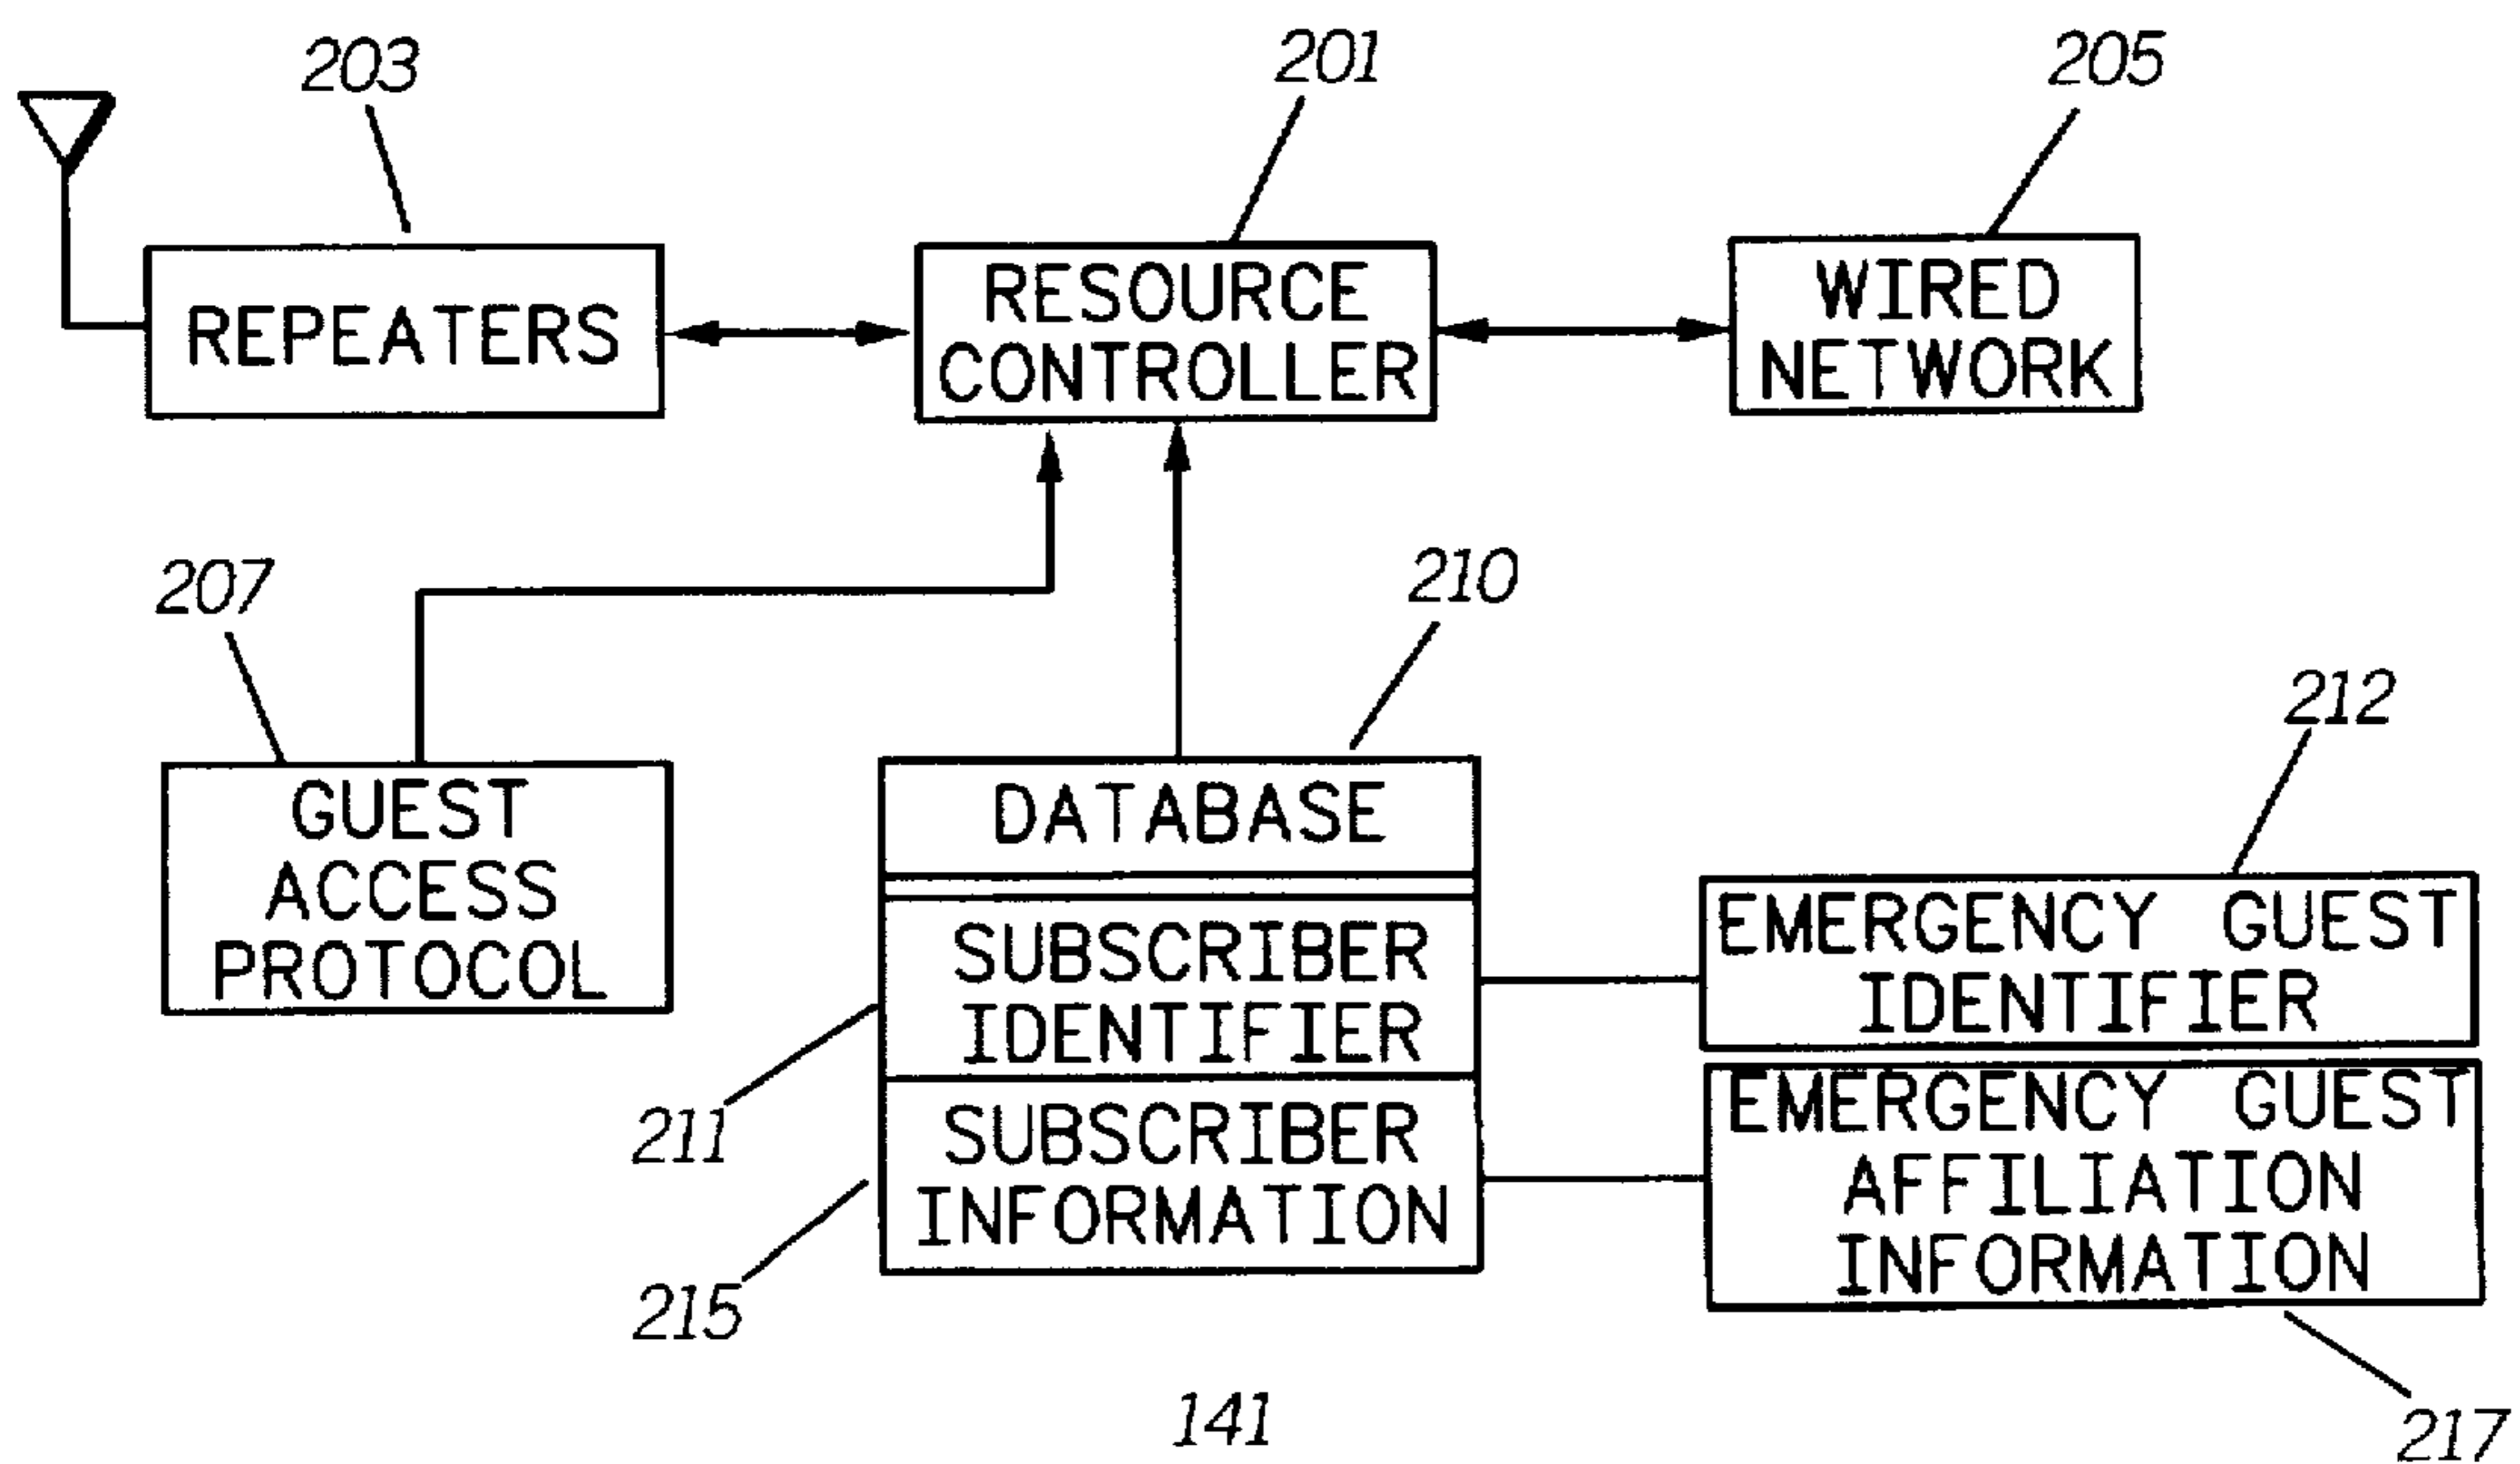 203
201
205
REPEATERS
RESOURCE
CONTROLLER
WIRED
NETWORK
207
210
212
GUEST
ACCESS
PROTOCOL
DATABASE
SUBSCRIBER
IDENTIFIER
EMERGENCY GUEST
IDENTIFIER
211
SUBSCRIBER
INFORMATION
EMERGENCY GUEST
AFFILIATION
INFORMATION
215
141
217